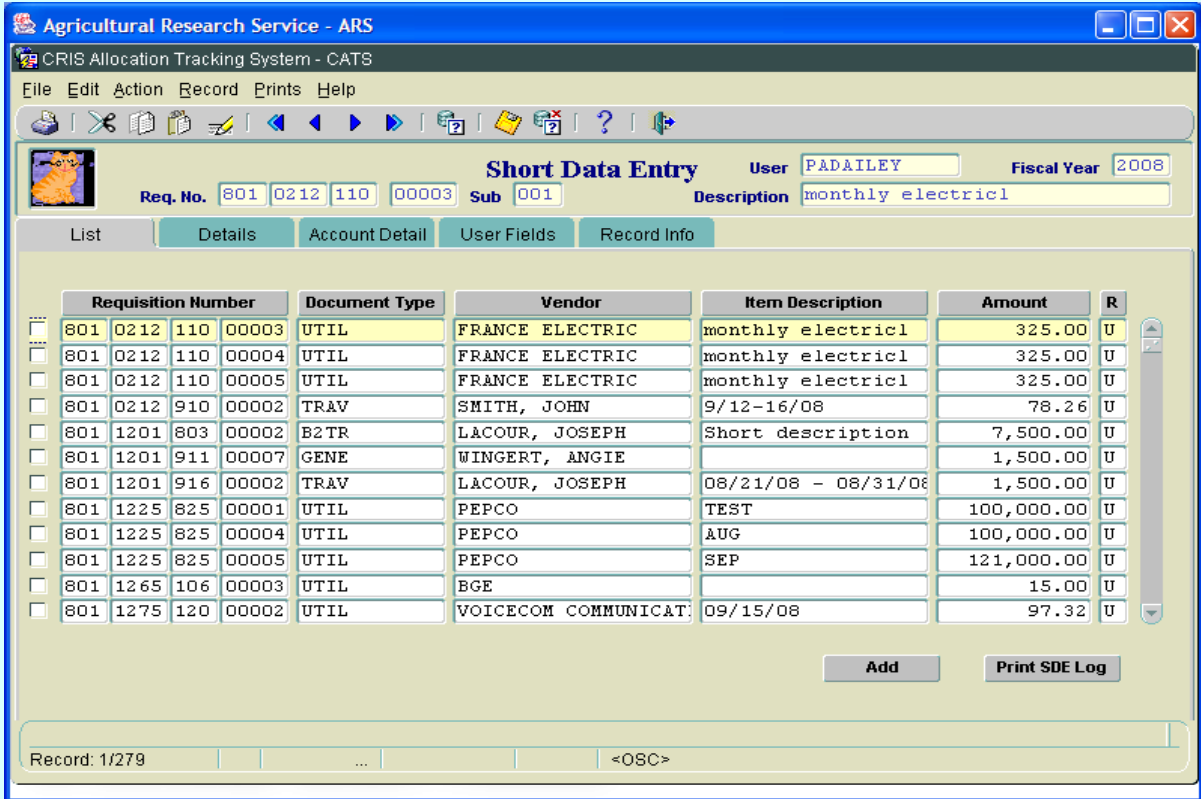 Agricultural Research Service - ARS
CRIS Allocation Tracking System - CATS
File Edit Action Record Prints Help
Short Data Entry User PADAILEY Fiscal Year 2008
Req. No. 801 0212 110 00003 Sub 001 Description monthly electricl
List Details Account Detail User Fields Record Info
Requisition Number Document Type Vendor Item Description Amount R
801 0212 110 00003 UTIL FRANCE ELECTRIC monthly electricl 325.00 U
801 0212 110 00004 UTIL FRANCE ELECTRIC monthly electricl 325.00 U
801 0212 110 00005 UTIL FRANCE ELECTRIC monthly electricl 325.00 U
801 0212 910 00002 TRAV SMITH, JOHN 9/12-16/08 78.26 U
801 1201 803 00002 B2TR LACOUR, JOSEPH Short description 7,500.00 U
801 1201 911 00007 GENE WINGERT, ANGIE 1,500.00 U
801 1201 916 00002 TRAV LACOUR, JOSEPH 08/21/08 - 08/31/08 1,500.00 U
801 1225 825 00001 UTIL PEPCO TEST 100,000.00 U
801 1225 825 00004 UTIL PEPCO AUG 100,000.00 U
801 1225 825 00005 UTIL PEPCO SEP 121,000.00 U
801 1265 106 00003 UTIL BGE 15.00 U
801 1275 120 00002 UTIL VOICECOM COMMUNICAT 09/15/08 97.32 U
Add Print SDE Log
Record: 1/279 ... <OSC>